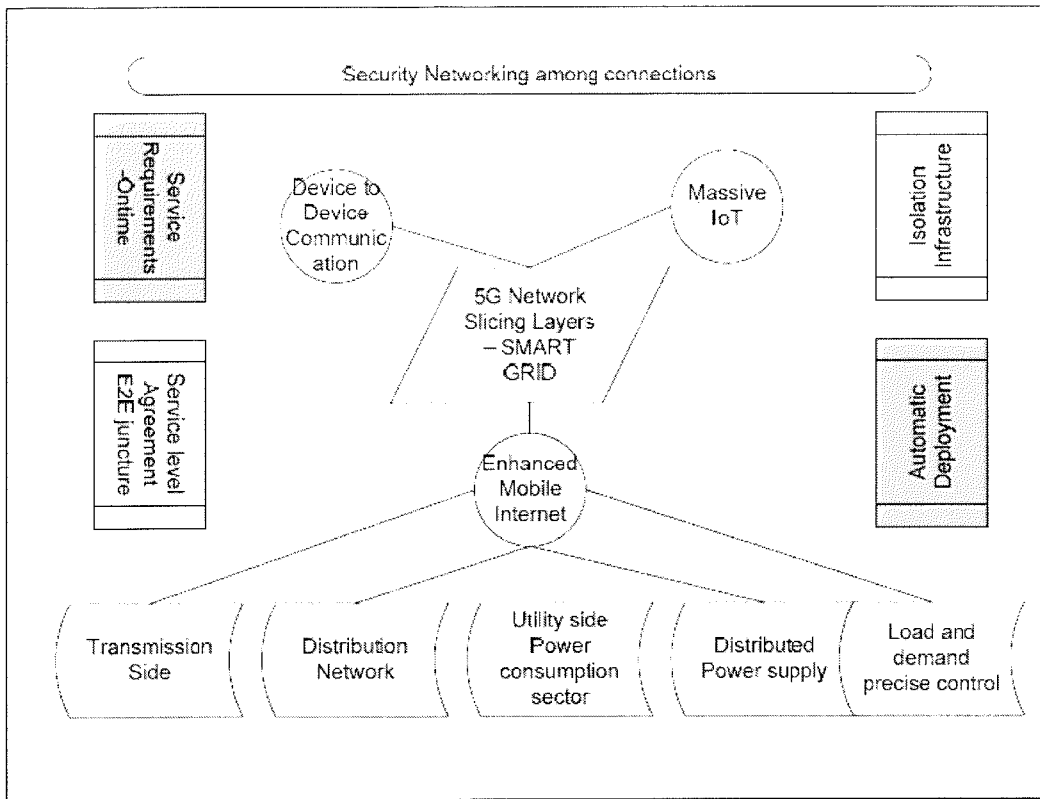 Security Networking among connections
Service
Requirements
-Ontime
Device to
Device
Communic
ation
Massive
IoT
Isolation
Infrastructure
5G Network
Slicing Layers
– SMART
GRID
Service level
Agreement
E2E juncture
Automatic
Deployment
Enhanced
Mobile
Internet
Transmission
Side
Distribution
Network
Utility side
Power
consumption
sector
Distributed
Power supply
Load and
demand
precise control